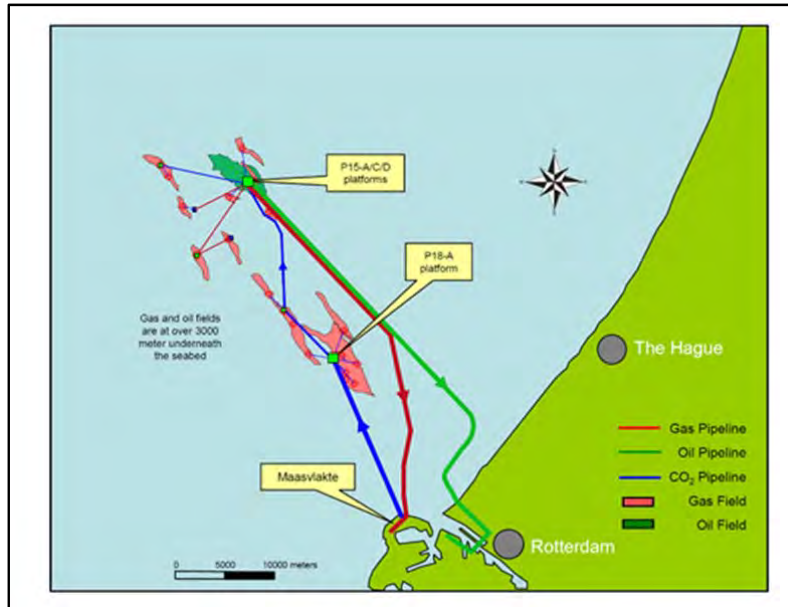 P15-A/C/D
platforms
P18-A
platform
Gas and oil fields
are at over 3000
meter underneath
the seabed
The Hague
Gas Pipeline
Oil Pipeline
CO₂ Pipeline
Gas Field
Oil Field
Maasvlakte
Rotterdam
0 5000 10000 meters